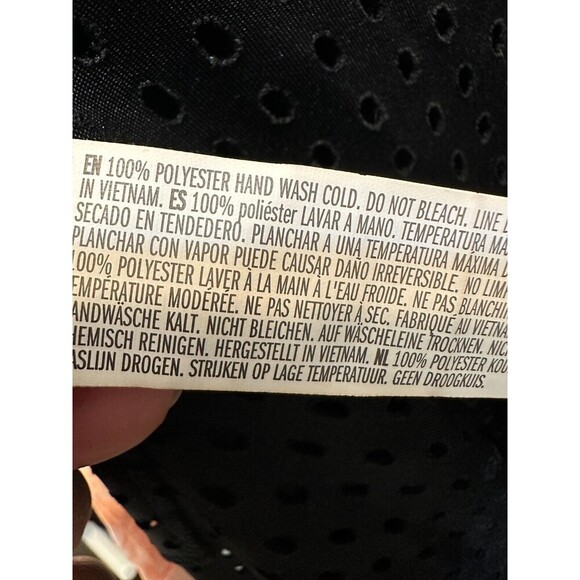 EN 100% POLYESTER HAND WASH COLD. DO NOT BLEACH. LINE
IN VIETNAM. ES 100% poliéster LAVAR A MANO. TEMPERATURA
SECADO EN TENDEDERO. PLANCHAR A UNA TEMPERATURA MÁXIMA
PLANCHAR CON VAPOR PUEDE CAUSAR DAÑO IRREVERSIBLE. NO
100% POLYESTER LAVER À LA MAIN À L'EAU FROIDE. NE PAS
TEMPÉRATURE MODÉRÉE. NE PAS NETTOYER À SEC. FABRIQUÉ AU
KALT. NICHT BLEICHEN. AUF WÄSCHELEINE TROCKNEN.
REINIGEN. HERGESTELLT IN VIETNAM. NL 100% POLYESTER
DROGEN. STRIJKEN OP LAGE TEMPERATUUR. GEEN DROOGKUIS.